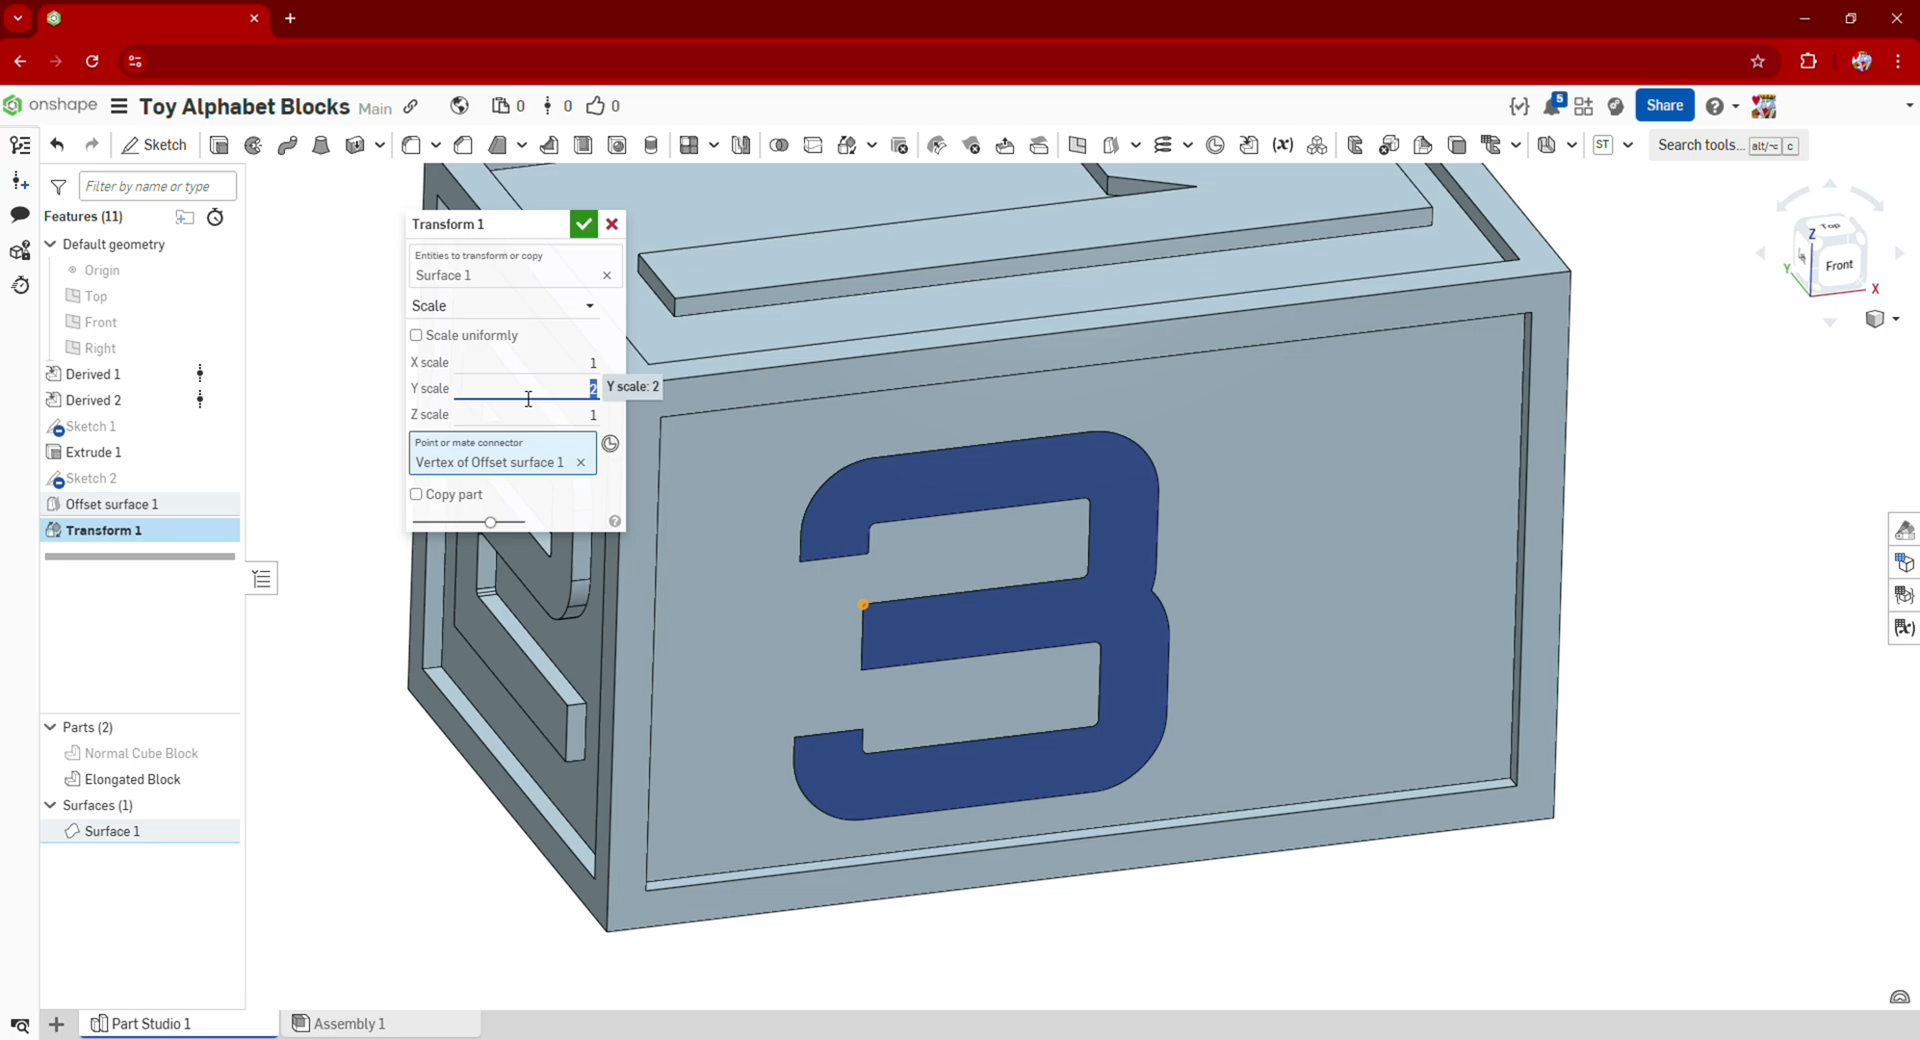 onshape Toy Alphabet Blocks Main 0 0 0 5 Share
Sketch ST Search tools... alt/⌥ c
Filter by name or type
Features (11)
Default geometry
Origin
Top
Front
Right
Derived 1
Derived 2
Sketch 1
Extrude 1
Sketch 2
Offset surface 1
Transform 1
Parts (2)
Normal Cube Block
Elongated Block
Surfaces (1)
Surface 1
Transform 1
Entities to transform or copy
Surface 1
Scale
Scale uniformly
X scale 1
Y scale 2
Y scale: 2
Z scale 1
Point or mate connector
Vertex of Offset surface 1
Copy part
3
Top
Z
Front
Y
X
Part Studio 1 Assembly 1